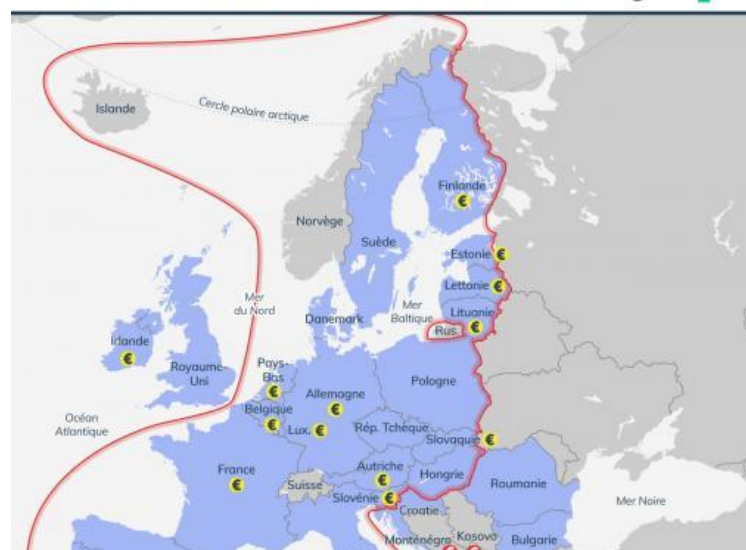 Islande
Cercle polaire arctique
Finlande
€
Norvège
Suède
Estonie €
Lettonie €
Mer
du Nord
Danemark
Mer
Baltique
Lituanie
€
Rus.
Irlande
€
Royaume-
Uni
Pays-
Bas
€
Allemagne
€
Pologne
Belgique
€
Océan
Atlantique
Lux. €
Rép. Tchèque
Slovaquie €
France
€
Suisse
Autriche
€
Hongrie
Roumanie
Slovénie €
Croatie
Mer Noire
Monténégro
Kosovo
Bulgarie